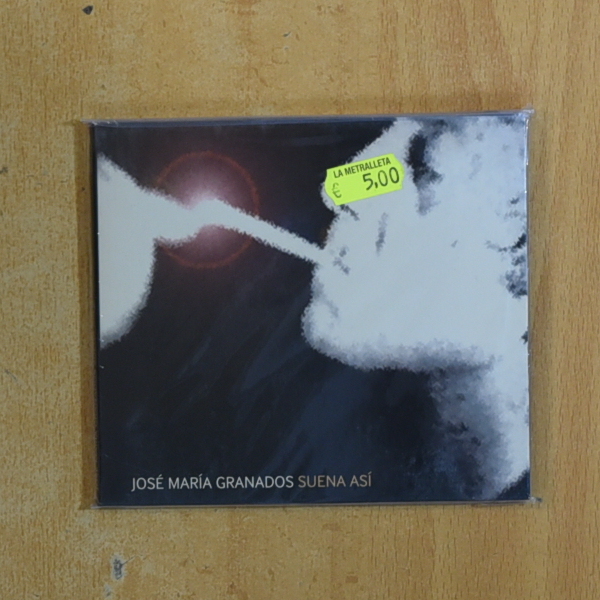 LA METRALLETA
€ 5,00
JOSÉ MARÍA GRANADOS SUENA ASÍ